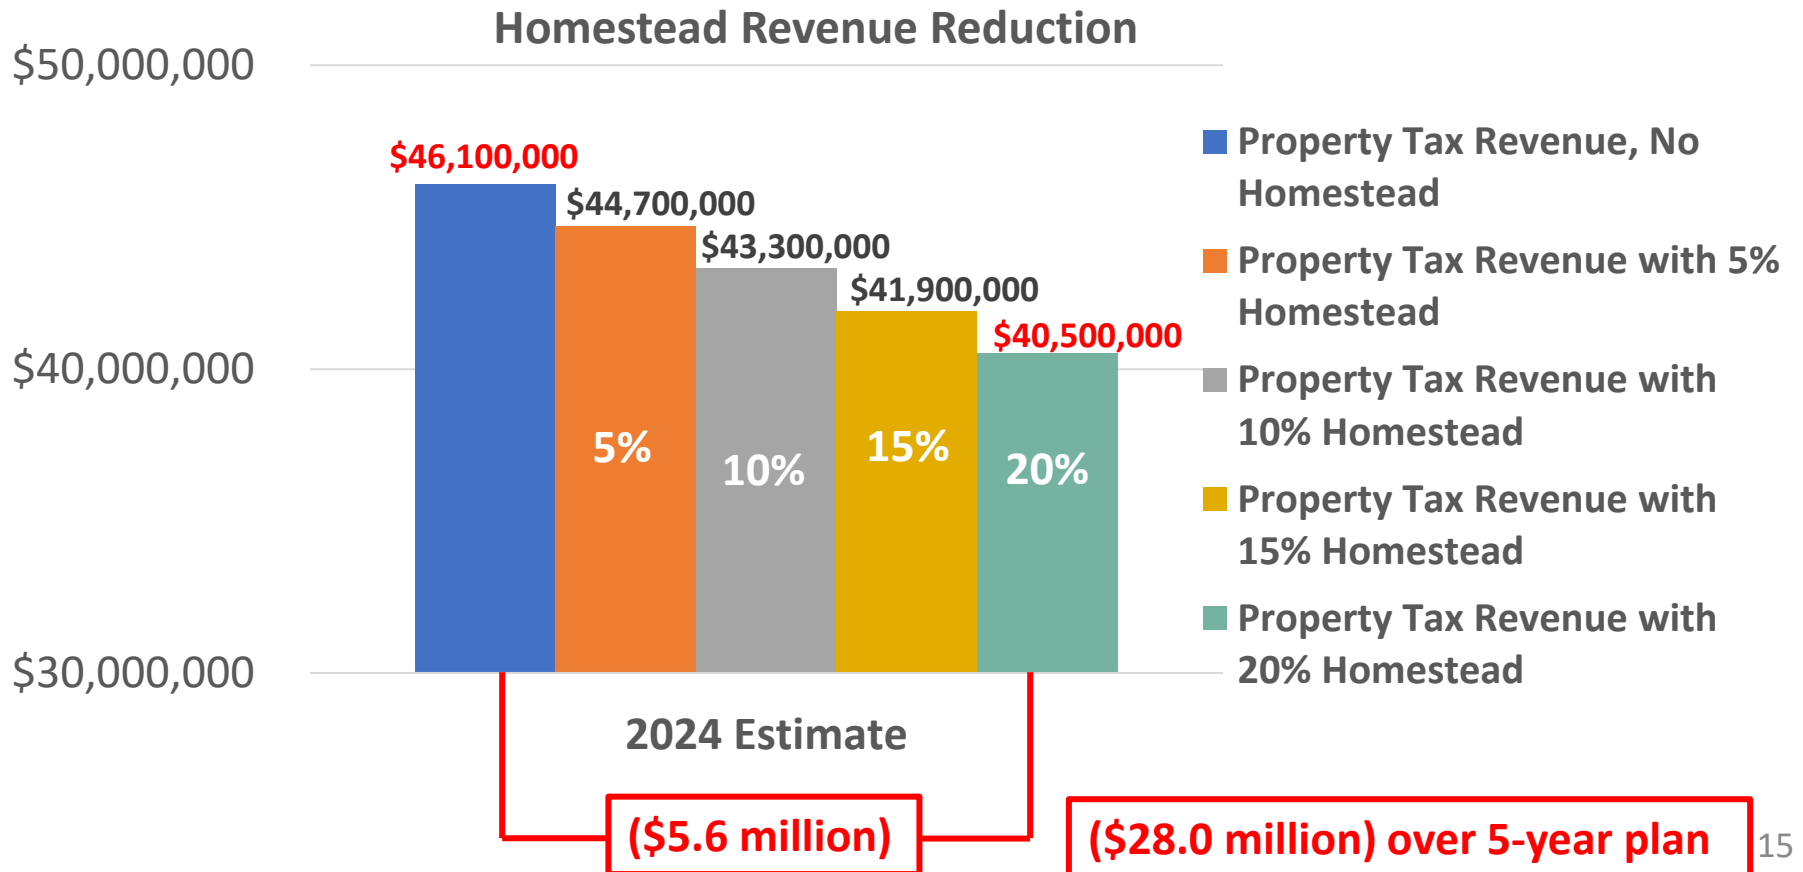 Homestead Revenue Reduction
$50,000,000
$40,000,000
$30,000,000
$46,100,000
$44,700,000
$43,300,000
$41,900,000
$40,500,000
5%
10%
15%
20%
2024 Estimate
Property Tax Revenue, No
Homestead
Property Tax Revenue with 5%
Homestead
Property Tax Revenue with
10% Homestead
Property Tax Revenue with
15% Homestead
Property Tax Revenue with
20% Homestead
($5.6 million)
($28.0 million) over 5-year plan
15